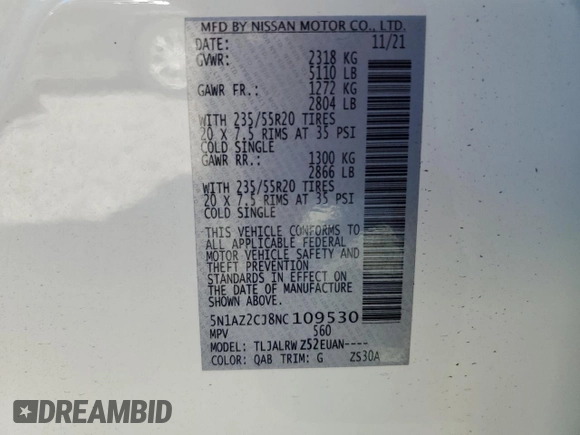 MFD BY NISSAN MOTOR CO., LTD.
DATE: 11/21
GVWR: 2318 KG
5110 LB
GAWR FR.: 1272 KG
2804 LB
WITH 235/55R20 TIRES
20 X 7.5 RIMS AT 35 PSI
COLD SINGLE
GAWR RR.: 1300 KG
2866 LB
WITH 235/55R20 TIRES
20 X 7.5 RIMS AT 35 PSI
COLD SINGLE
THIS VEHICLE CONFORMS TO
ALL APPLICABLE FEDERAL
MOTOR VEHICLE SAFETY AND
THEFT PREVENTION
STANDARDS IN EFFECT ON
THE DATE OF MANUFACTURE
SHOWN ABOVE.
5N1AZ2CJ8NC109530
MPV 560
MODEL: TLJALRW Z52EUAN----
COLOR: QAB TRIM: G ZS30A
DREAMBID